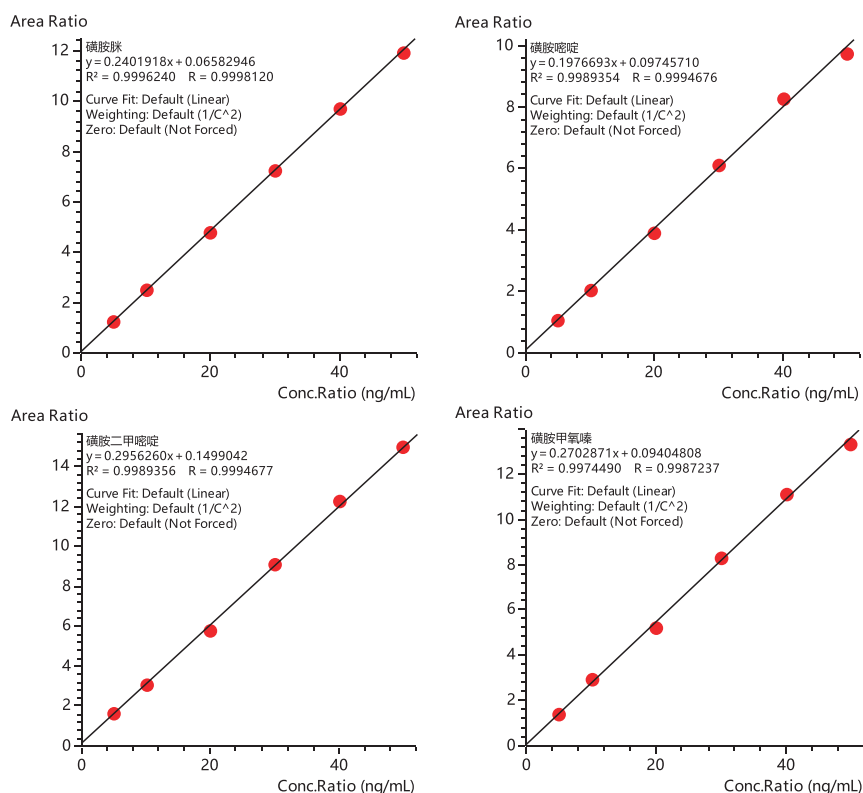 Area Ratio
磺胺脒
y=0.2401918x+0.06582946
R²=0.9996240 R=0.9998120
Curve Fit: Default (Linear)
Weighting: Default (1/C^2)
Zero: Default (Not Forced)
12
10
8
6
4
2
0
0 20 40
Conc.Ratio (ng/mL)
Area Ratio
磺胺嘧啶
y=0.1976693x+0.09745710
R²=0.9989354 R=0.9994676
Curve Fit: Default (Linear)
Weighting: Default (1/C^2)
Zero: Default (Not Forced)
10
8
6
4
2
0
0 20 40
Conc.Ratio (ng/mL)
Area Ratio
磺胺二甲嘧啶
y=0.2956260x+0.1499042
R²=0.9989356 R=0.9994677
Curve Fit: Default (Linear)
Weighting: Default (1/C^2)
Zero: Default (Not Forced)
14
12
10
8
6
4
2
0
0 20 40
Conc.Ratio (ng/mL)
Area Ratio
磺胺甲氧嗪
y=0.2702871x+0.09404808
R²=0.9974490 R=0.9987237
Curve Fit: Default (Linear)
Weighting: Default (1/C^2)
Zero: Default (Not Forced)
12
10
8
6
4
2
0
0 20 40
Conc.Ratio (ng/mL)